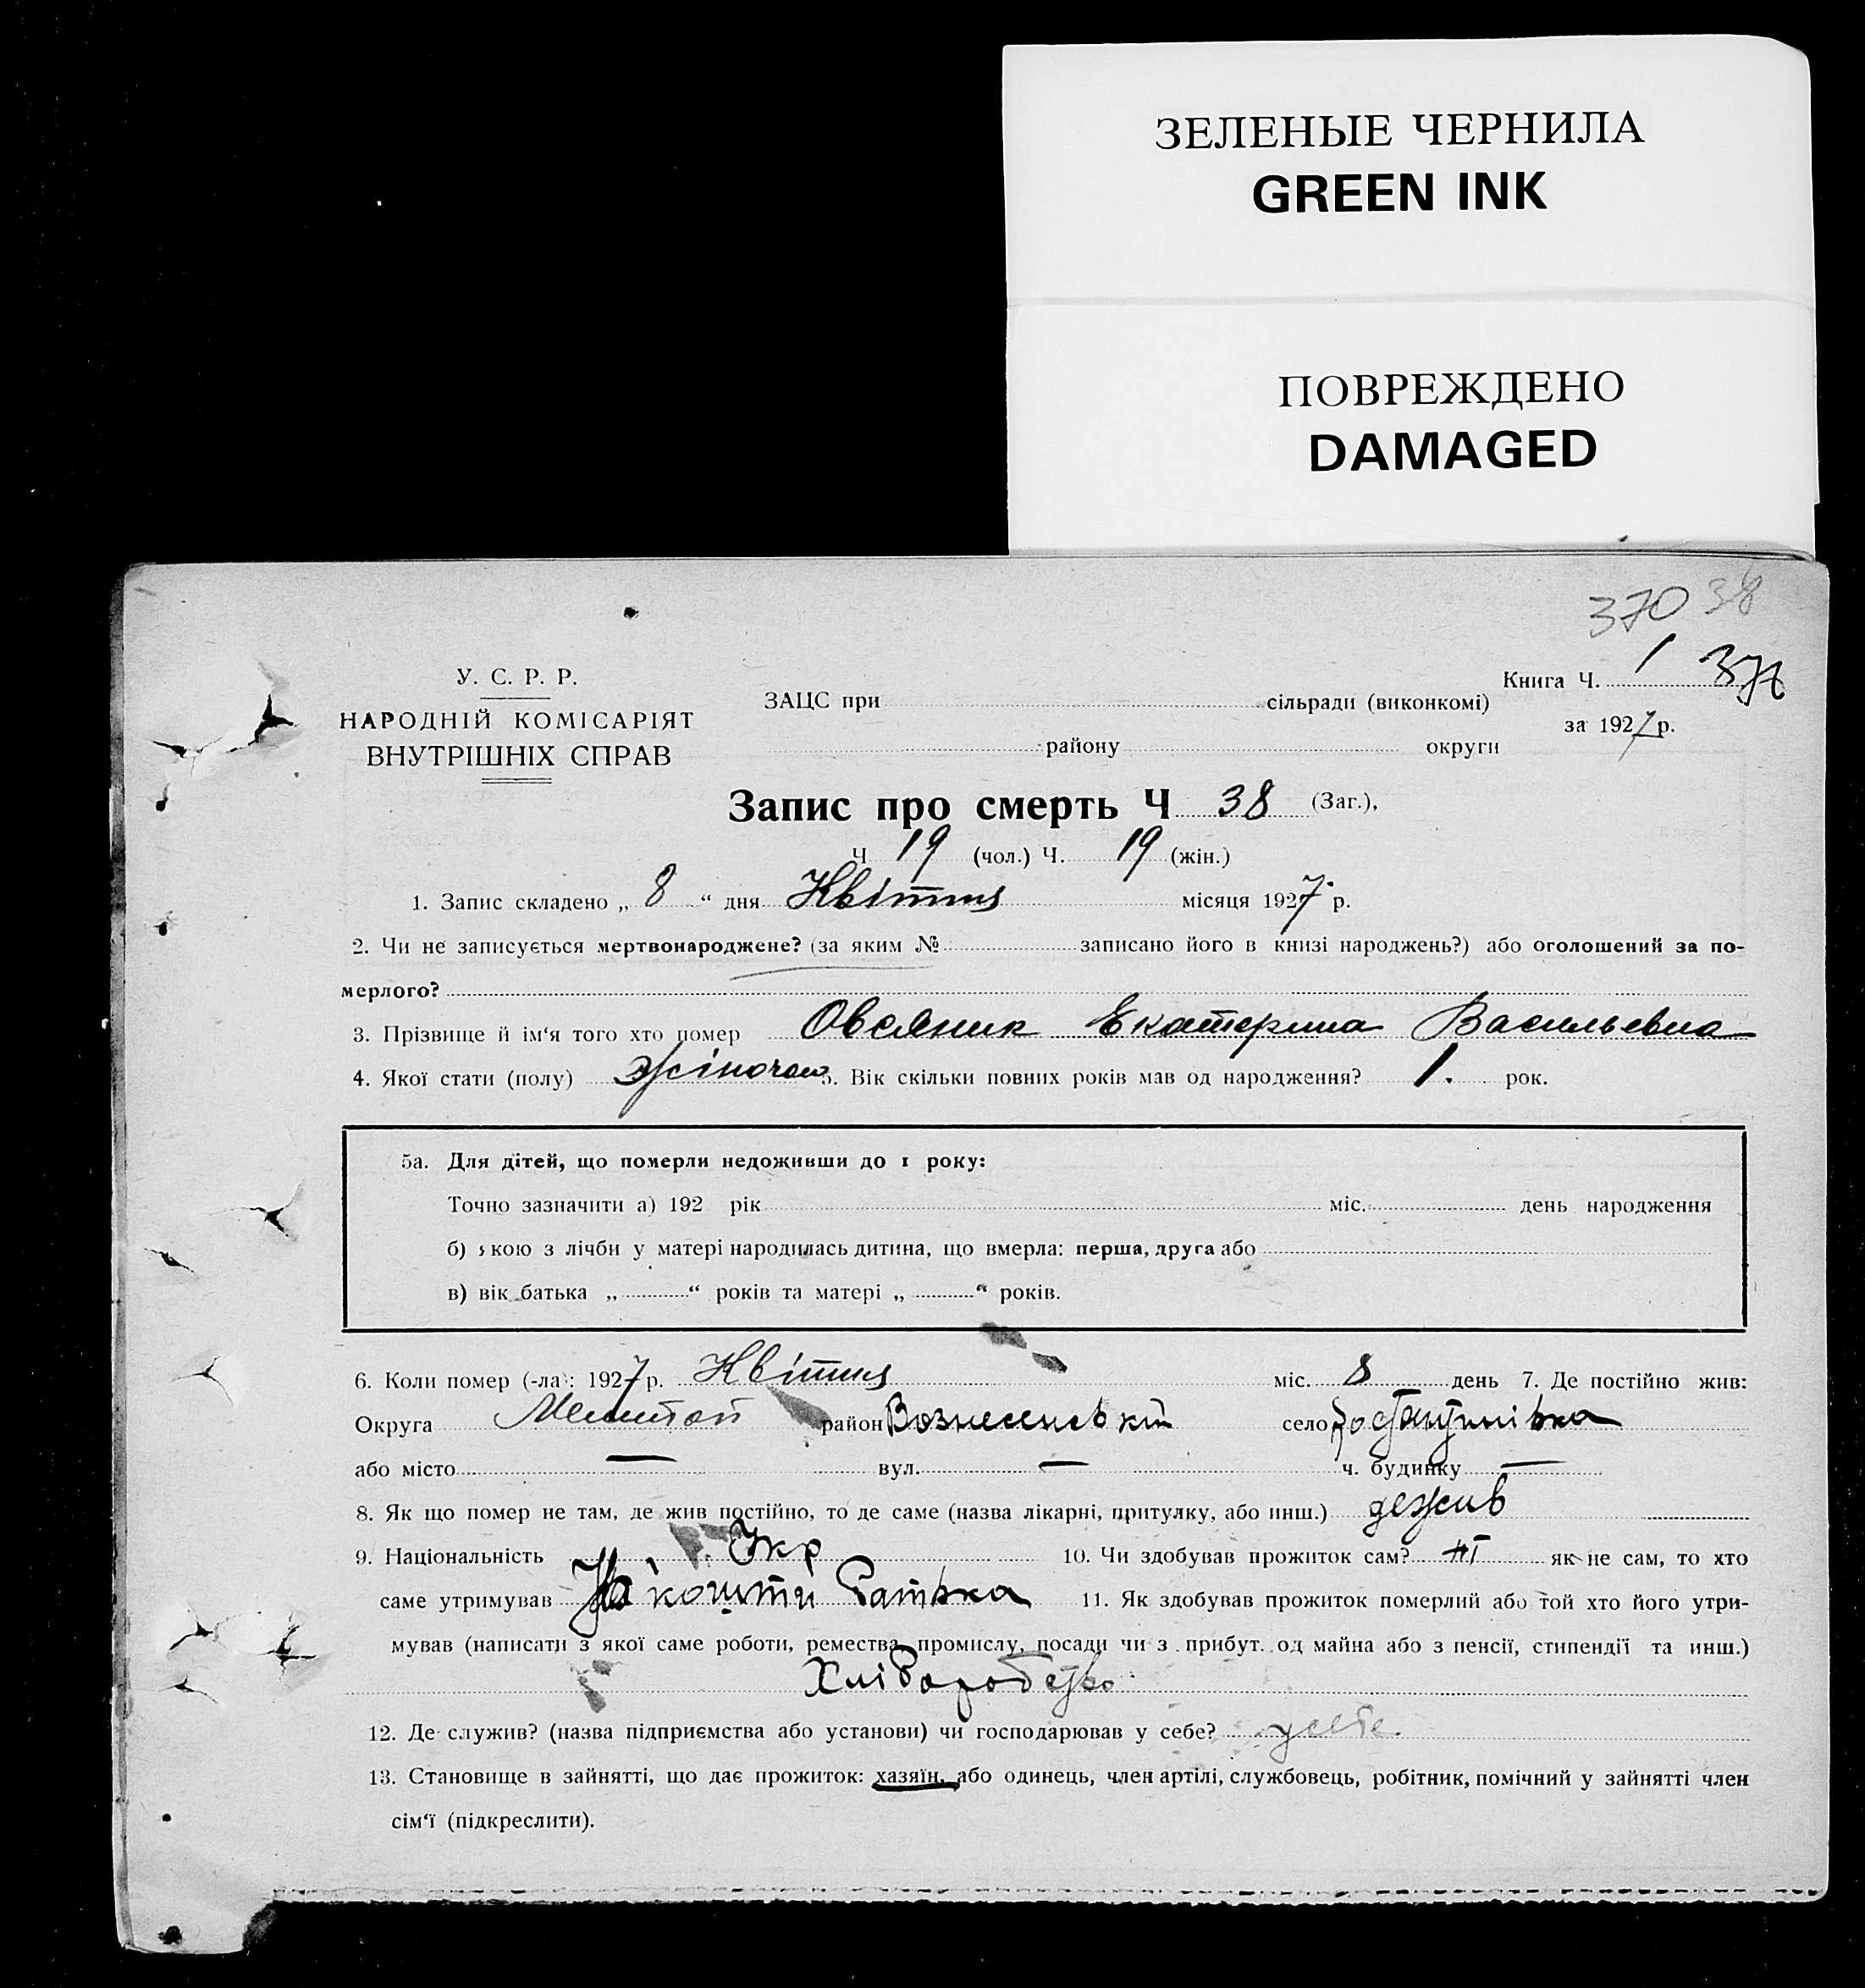 ЗЕЛЕНЫЕ ЧЕРНИЛА
GREEN INK
ПОВРЕЖДЕНО
DAMAGED
370 38
У. С. Р. Р.
НАРОДНІЙ КОМІСАРІЯТ
ВНУТРІШНІХ СПРАВ
Книга Ч. 1
ЗАЦС при сільради (виконкомі)
за 1927 р.
району округи
Запис про смерть Ч 38 (Заг.),
Ч 19 (чол.) Ч. 19 (жін.)
1. Запис складено „ 8 “ дня Квітня місяця 1927 р.
2. Чи не записується мертвонароджене? (за яким № записано його в книзі народжень?) або оголошений за по-
мерлого?
3. Прізвище й ім‘я того хто помер Овсяник Екатерина Васильевна
4. Якої стати (полу) жіночої 5. Вік скільки повних років мав од народження? 1. рок.
5а. Для дітей, що померли недоживши до 1 року:
Точно зазначити а) 192 рік міс. день народження
б) якою з лічби у матері народилась дитина, що вмерла: перша, друга або
в) вік батька „ “ років та матері „ “ років.
6. Коли помер (-ла): 1927 р. Квітня міс. 8 день 7. Де постійно жив:
Округа район Вознесенський село
або місто — вул. — ч. будинку —
8. Як що помер не там, де жив постійно, то де саме (назва лікарні, притулку, або инш.) де жив
9. Національність Укр 10. Чи здобував прожиток сам? ні як не сам, то хто
саме утримував На кошти батька 11. Як здобував прожиток померлий або той хто його утри-
мував (написати з якої саме роботи, ремества, промислу, посади чи з прибут. од майна або з пенсії, стипендії та инш.)
Хліборобство
12. Де служив? (назва підприємства або установи) чи господарював у себе? у себе
13. Становище в зайнятті, що дає прожиток: хазяїн, або одинець, член артілі, службовець, робітник, помічний у зайнятті член
сім‘ї (підкреслити).